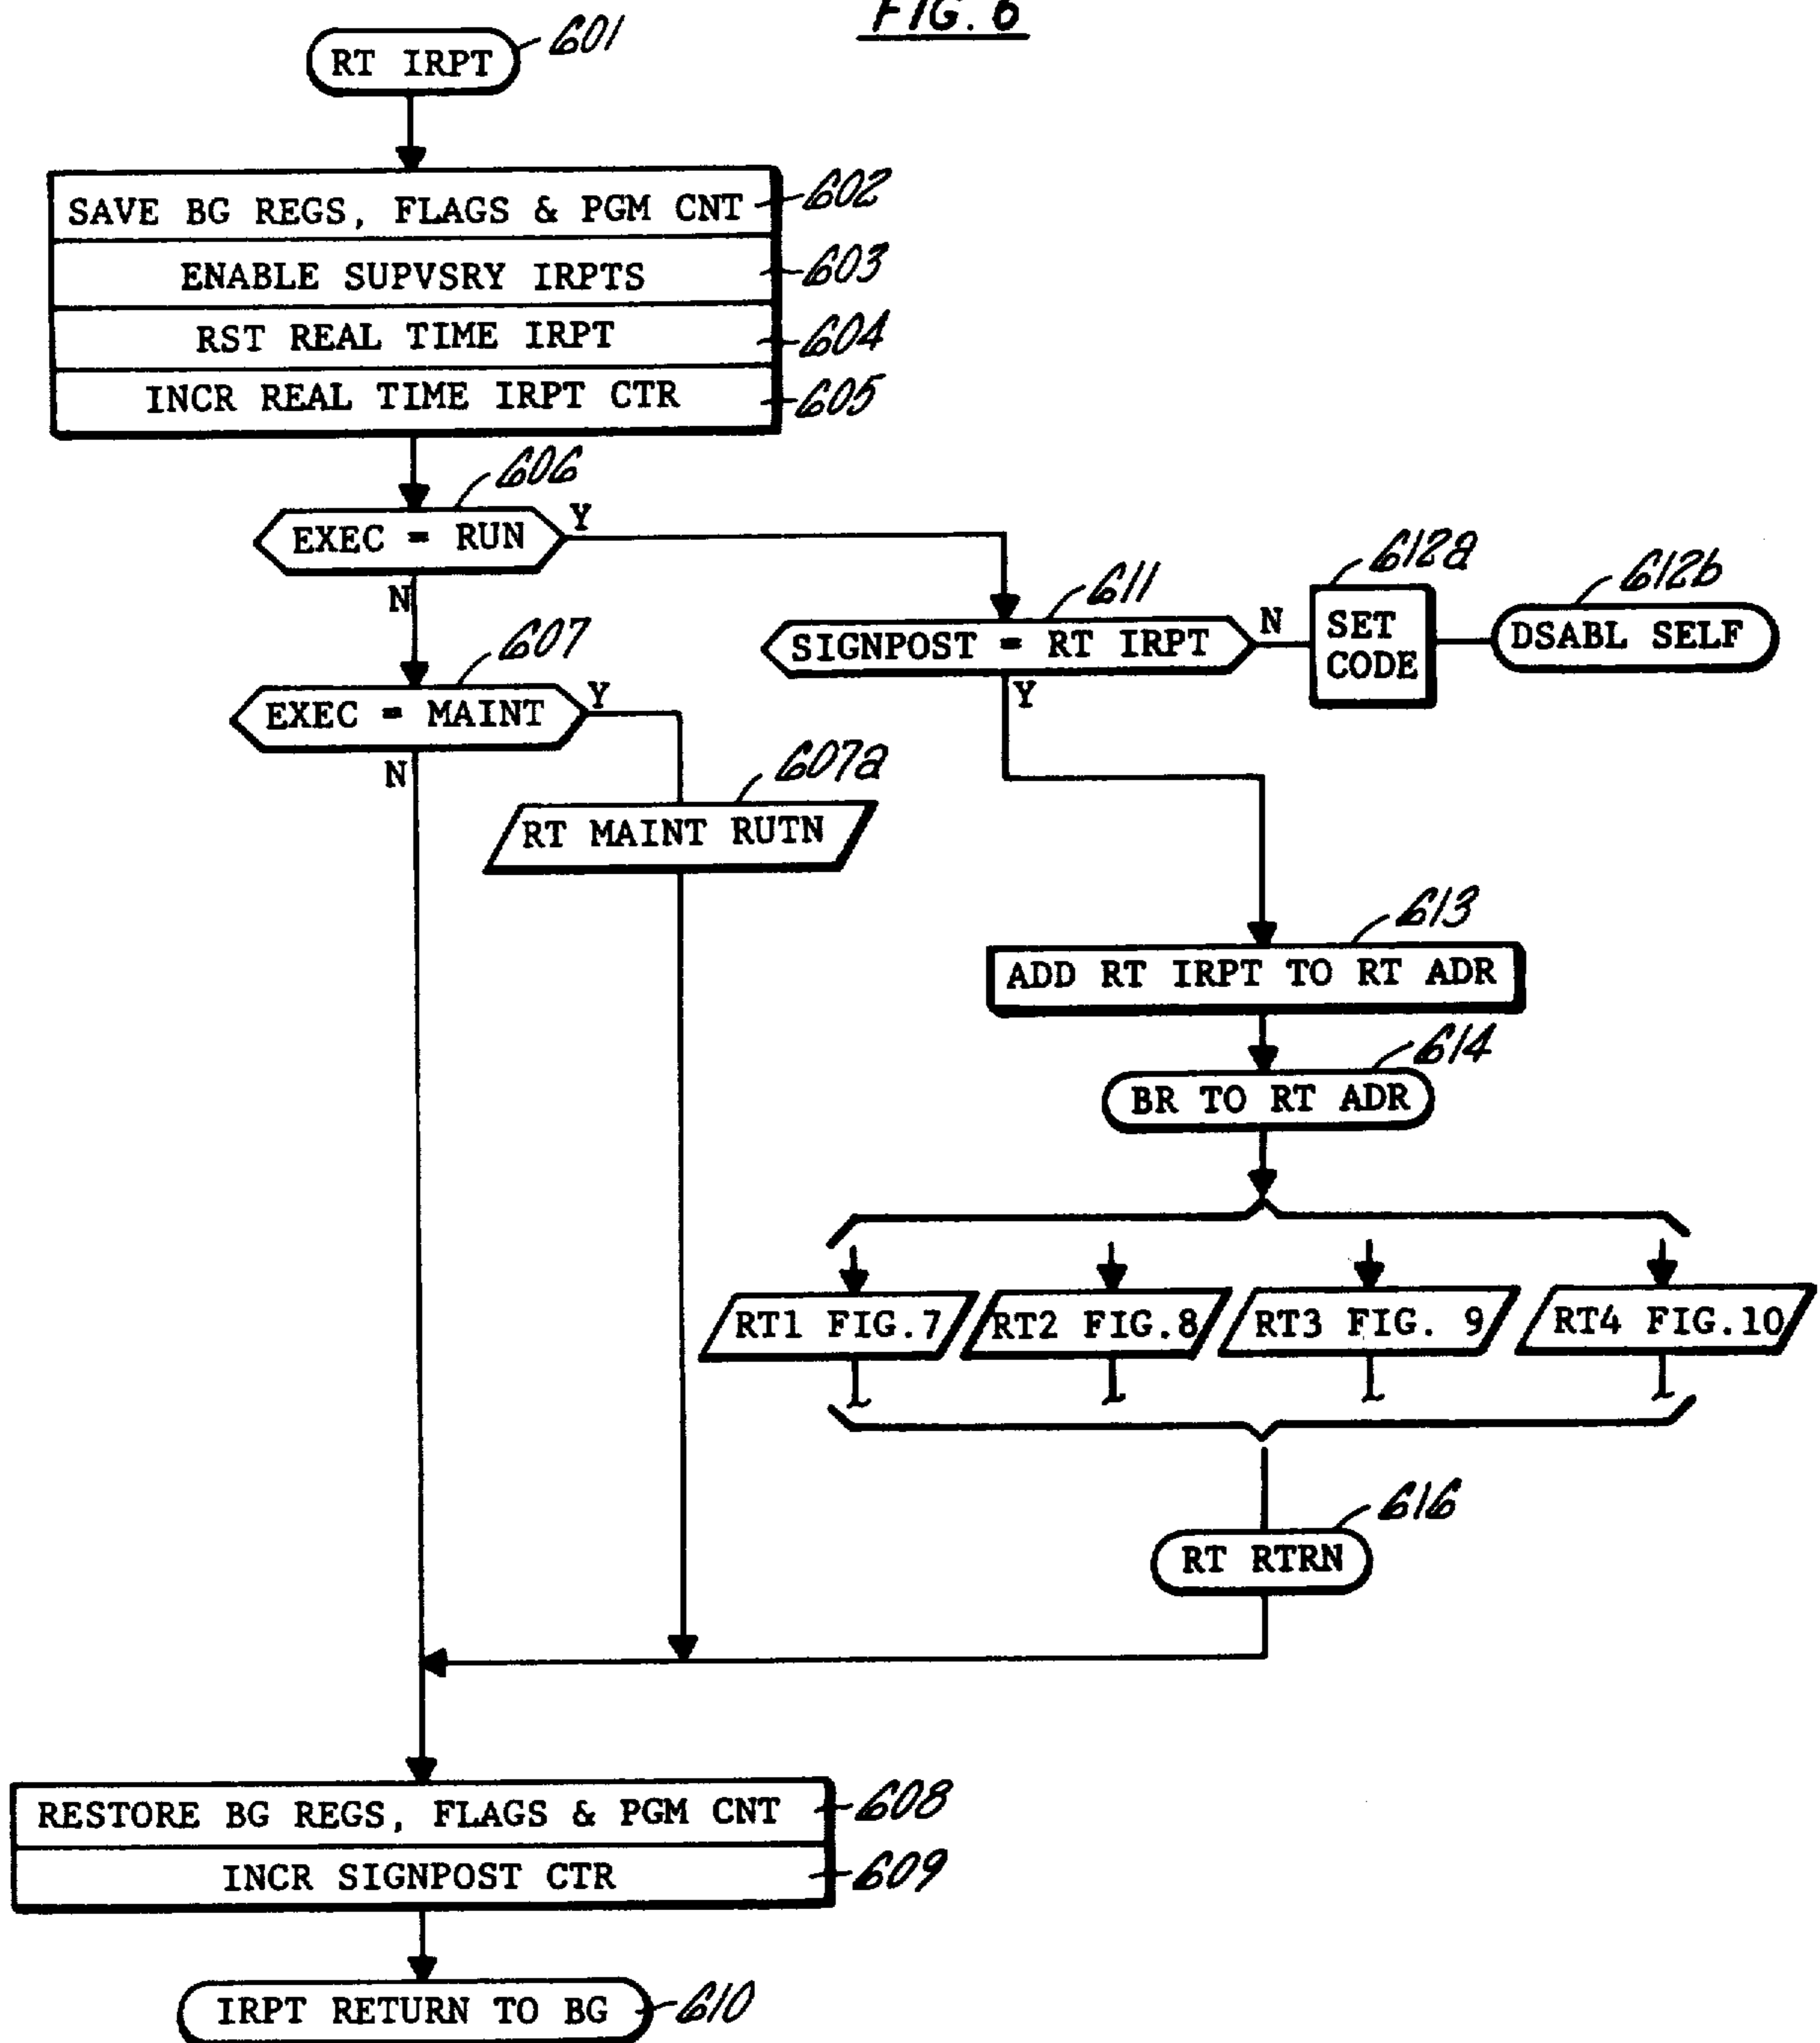 FIG. 6
RT IRPT 601
SAVE BG REGS, FLAGS & PGM CNT 602
ENABLE SUPVSRY IRPTS 603
RST REAL TIME IRPT 604
INCR REAL TIME IRPT CTR 605
606
EXEC = RUN Y
N
607
EXEC = MAINT Y
N
607a
RT MAINT RUTN
611
SIGNPOST = RT IRPT N
Y
612a
SET
CODE
612b
DSABL SELF
613
ADD RT IRPT TO RT ADR
614
BR TO RT ADR
RT1 FIG.7
RT2 FIG.8
RT3 FIG. 9
RT4 FIG.10
616
RT RTRN
RESTORE BG REGS, FLAGS & PGM CNT 608
INCR SIGNPOST CTR 609
IRPT RETURN TO BG 610